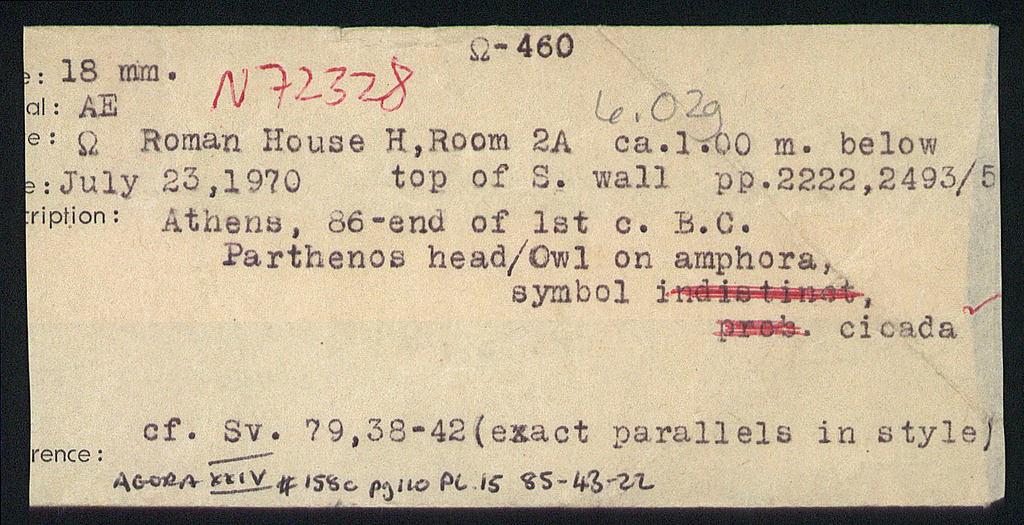 Ω-460
e: 18 mm.
N72328
al: AE
6.02g
e: Ω Roman House H,Room 2A ca.1.00 m. below
e: July 23,1970 top of S. wall pp.2222,2493/5
cription: Athens, 86-end of 1st c. B.C.
Parthenos head/Owl on amphora,
symbol indistinct,
prob. cicada
cf. Sv. 79,38-42(exact parallels in style)
rence:
AGORA XXIV #158c pg110 PL.15 85-43-22